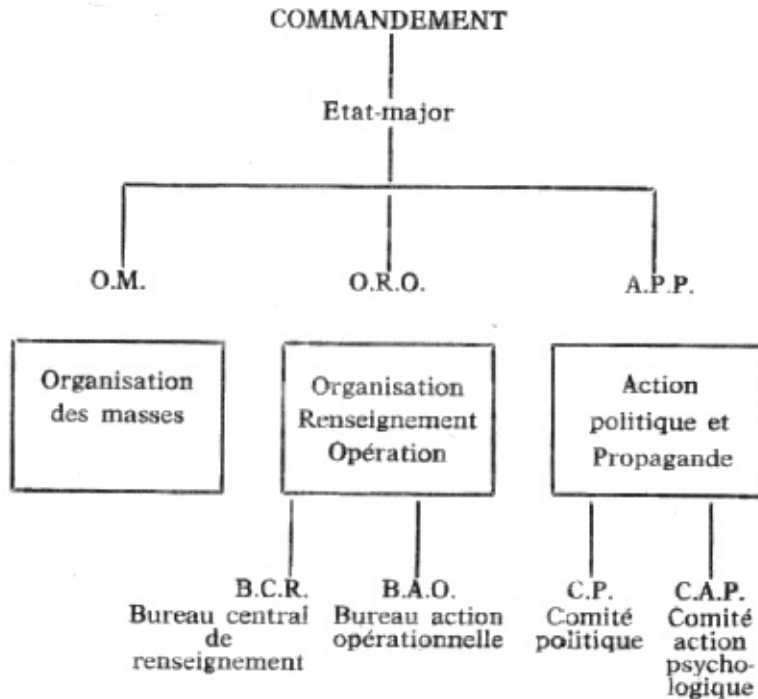 COMMANDEMENT
Etat-major
O.M.
O.R.O.
A.P.P.
Organisation
des masses
Organisation
Renseignement
Opération
Action
politique et
Propagande
B.C.R.
Bureau central
de
renseignement
B.A.O.
Bureau action
opérationnelle
C.P.
Comité
politique
C.A.P.
Comité
action
psycho-
logique